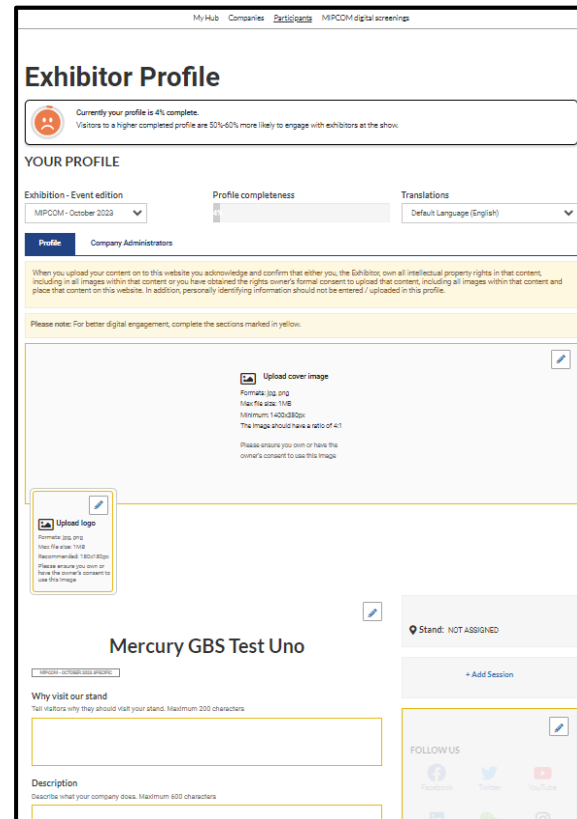 My Hub Companies Participants MIPCOM digital screenings
Exhibitor Profile
Currently your profile is 4% complete.
Visitors to a higher completed profile are 50%-60% more likely to engage with exhibitors at the show.
YOUR PROFILE
Exhibition - Event edition Profile completeness Translations
MIPCOM - October 2023 4% Default Language (English)
Profile Company Administrators
When you upload your content on to this website you acknowledge and confirm that either you, the Exhibitor, own all intellectual property rights in that content,
including in all images within that content or you have obtained the rights owner's formal consent to upload that content, including all images within that content and
place that content on this website. In addition, personally identifying information should not be entered / uploaded in this profile.
Please note: For better digital engagement, complete the sections marked in yellow.
Upload cover image
Formats: jpg, png
Max file size: 1MB
Minimum: 1400x350px
The image should have a ratio of 4:1
Please ensure you own or have the
owner's consent to use this image
Upload logo
Formats: jpg, png
Max file size: 1MB
Recommended: 180x180px
Please ensure you own or
have the owner's consent to
use this image
Mercury GBS Test Uno
Stand: NOT ASSIGNED
MIPCOM - OCTOBER 2023 SPECIFIC
+ Add Session
Why visit our stand
Tell visitors why they should visit your stand. Maximum 200 characters
FOLLOW US
Facebook Twitter YouTube
Description
Describe what your company does. Maximum 600 characters